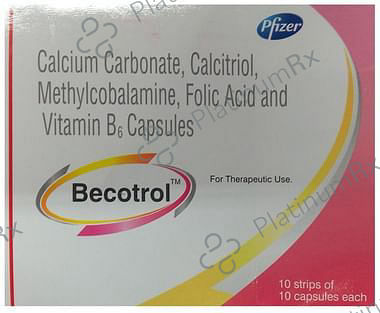 Pfizer
Calcium Carbonate, Calcitriol,
Methylcobalamine, Folic Acid and
Vitamin B₆ Capsules
Becotrol™
For Therapeutic Use.
10 strips of
10 capsules each
PlatinumRx
PlatinumRx
PlatinumRx